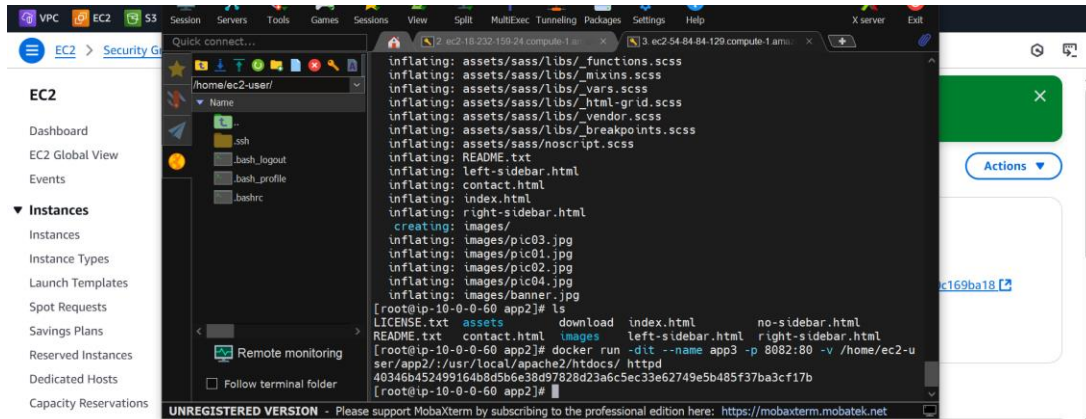 VPC EC2 S3
Session Servers Tools Games Sessions View Split MultiExec Tunneling Packages Settings Help X server Exit
EC2 > Security
Quick connect...
2. ec2-18-232-159-24.compute-1.am
3. ec2-54-84-84-129.compute-1.ama
/home/ec2-user/
Name
..
.ssh
.bash_logout
.bash_profile
.bashrc
Remote monitoring
Follow terminal folder
EC2
Dashboard
EC2 Global View
Events
Instances
Instances
Instance Types
Launch Templates
Spot Requests
Savings Plans
Reserved Instances
Dedicated Hosts
Capacity Reservations
inflating: assets/sass/libs/_functions.scss
inflating: assets/sass/libs/_mixins.scss
inflating: assets/sass/libs/_vars.scss
inflating: assets/sass/libs/_html-grid.scss
inflating: assets/sass/libs/_vendor.scss
inflating: assets/sass/libs/_breakpoints.scss
inflating: assets/sass/noscript.scss
inflating: README.txt
inflating: left-sidebar.html
inflating: contact.html
inflating: index.html
inflating: right-sidebar.html
creating: images/
inflating: images/pic03.jpg
inflating: images/pic01.jpg
inflating: images/pic02.jpg
inflating: images/pic04.jpg
inflating: images/banner.jpg
[root@ip-10-0-0-60 app2]# ls
LICENSE.txt assets download index.html no-sidebar.html
README.txt contact.html images left-sidebar.html right-sidebar.html
[root@ip-10-0-0-60 app2]# docker run -dit --name app3 -p 8082:80 -v /home/ec2-u
ser/app2/:/usr/local/apache2/htdocs/ httpd
40346b452499164b8d5b6e38d97828d23a6c5ec33e62749e5b485f37ba3cf17b
[root@ip-10-0-0-60 app2]#
Actions
c169ba18
UNREGISTERED VERSION - Please support MobaXterm by subscribing to the professional edition here: https://mobaxterm.mobatek.net